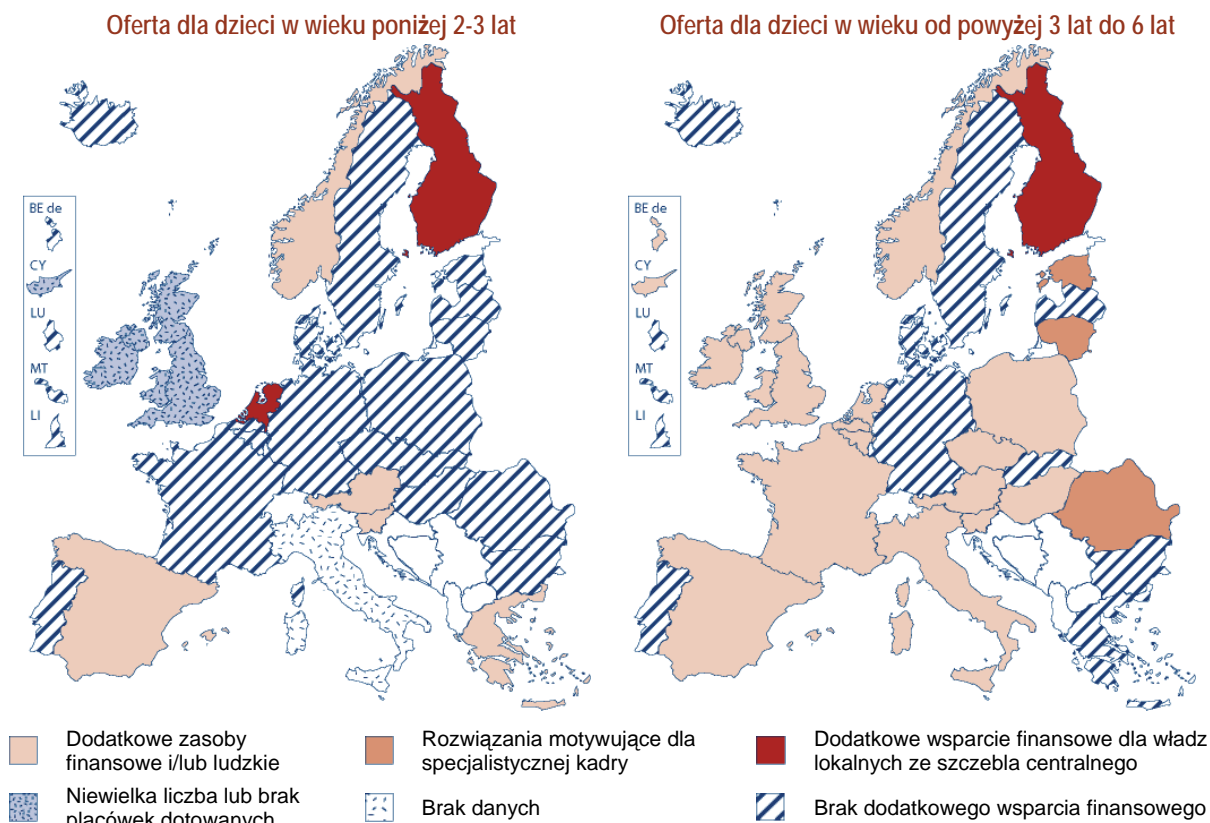 Oferta dla dzieci w wieku poniżej 2-3 lat
Oferta dla dzieci w wieku od powyżej 3 lat do 6 lat
BE de
CY
LU
MT
LI
BE de
CY
LU
MT
LI
Dodatkowe zasoby
finansowe i/lub ludzkie
Rozwiązania motywujące dla
specjalistycznej kadry
Dodatkowe wsparcie finansowe dla władz
lokalnych ze szczebla centralnego
Niewielka liczba lub brak
placówek dotowanych
Brak danych
Brak dodatkowego wsparcia finansowego